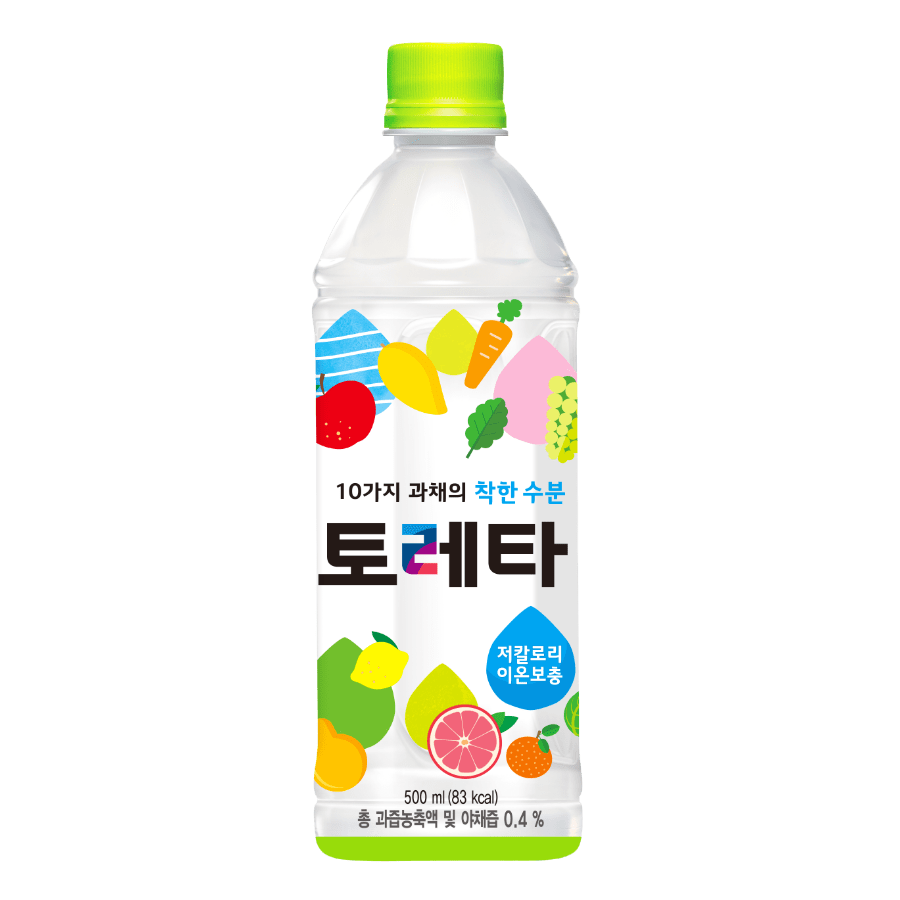 10가지 과채의 착한 수분
토레타
저칼로리
이온보충
500 ml (83 kcal)
총 과즙농축액 및 야채즙 0.4 %